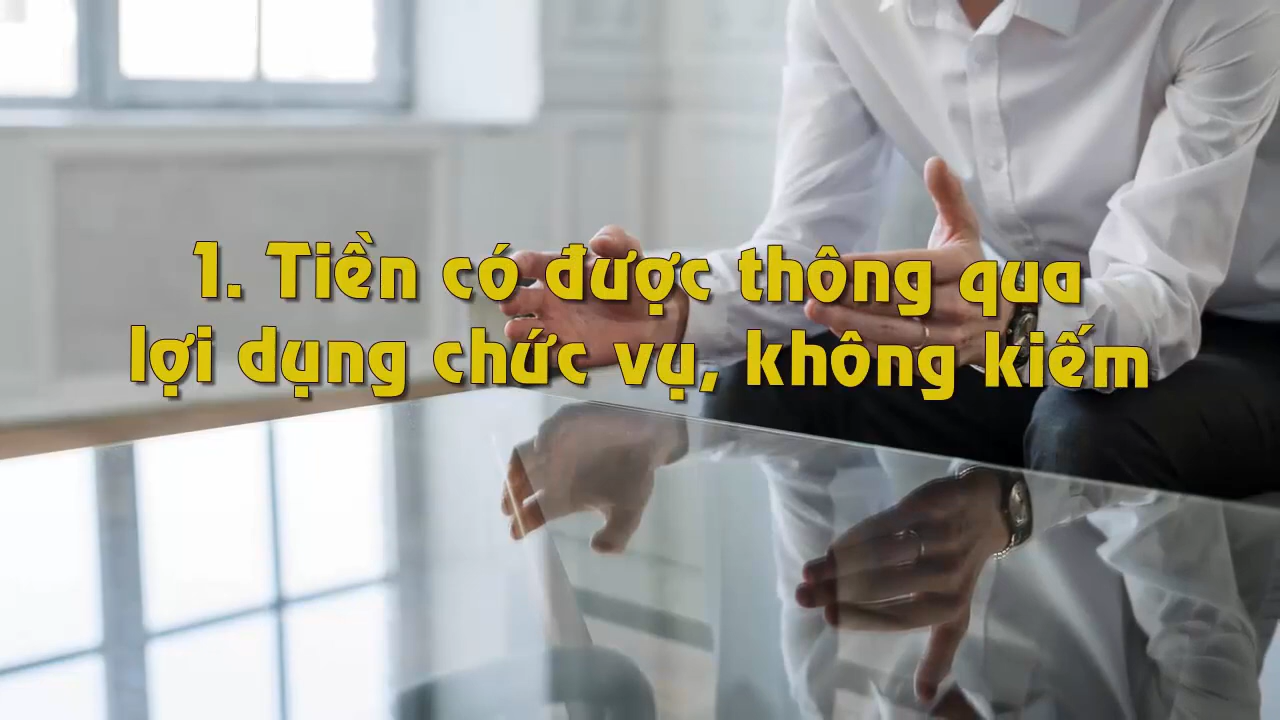 1. Tiền có được thông qua
lợi dụng chức vụ, không kiếm